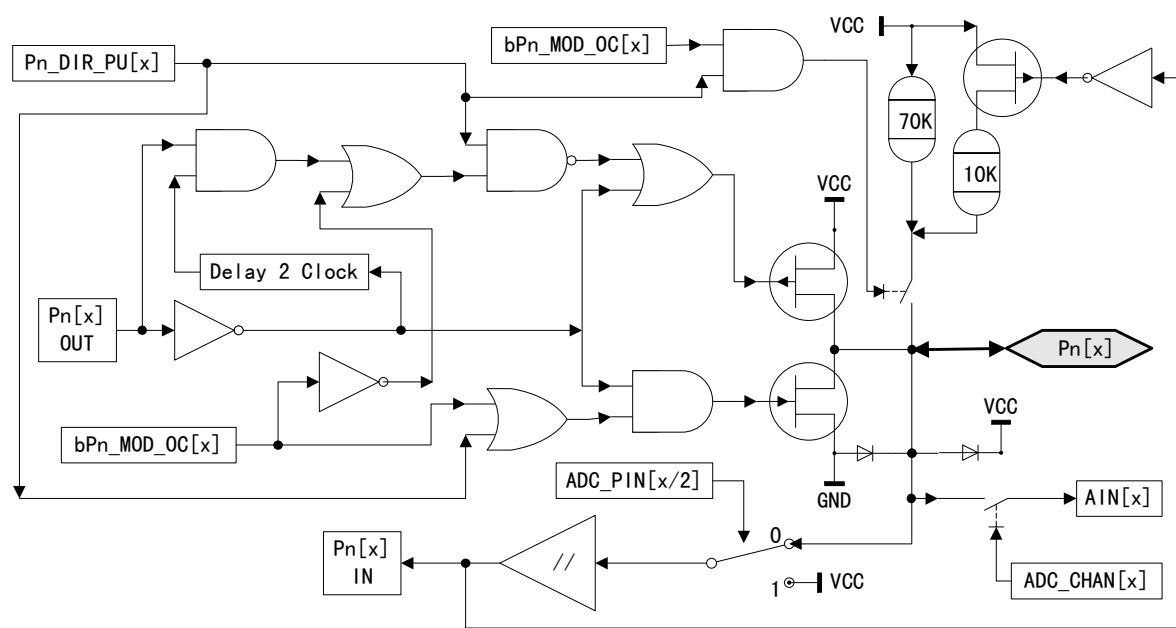 bPn_MOD_OC[x]
VCC
Pn_DIR_PU[x]
70K
10K
VCC
Delay 2 Clock
Pn[x]
OUT
Pn[x]
bPn_MOD_OC[x]
VCC
ADC_PIN[x/2]
GND
AIN[x]
0
Pn[x]
IN
//
1
VCC
ADC_CHAN[x]